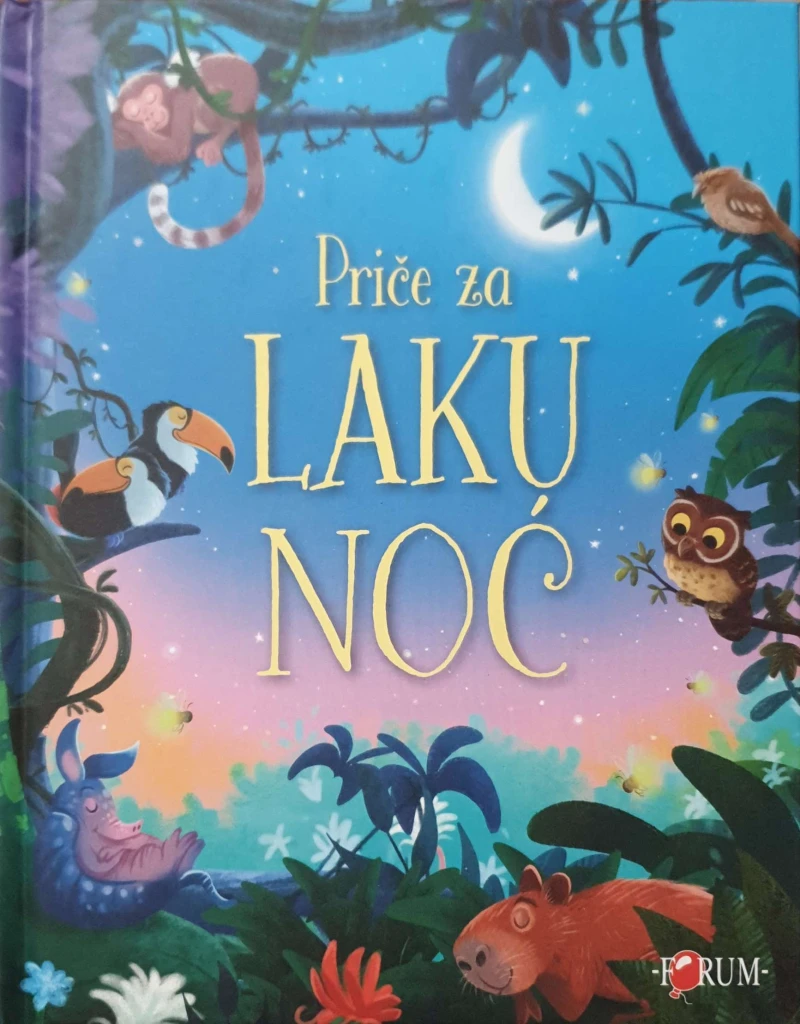 Priče za
LAKU
NOĆ
-FORUM-